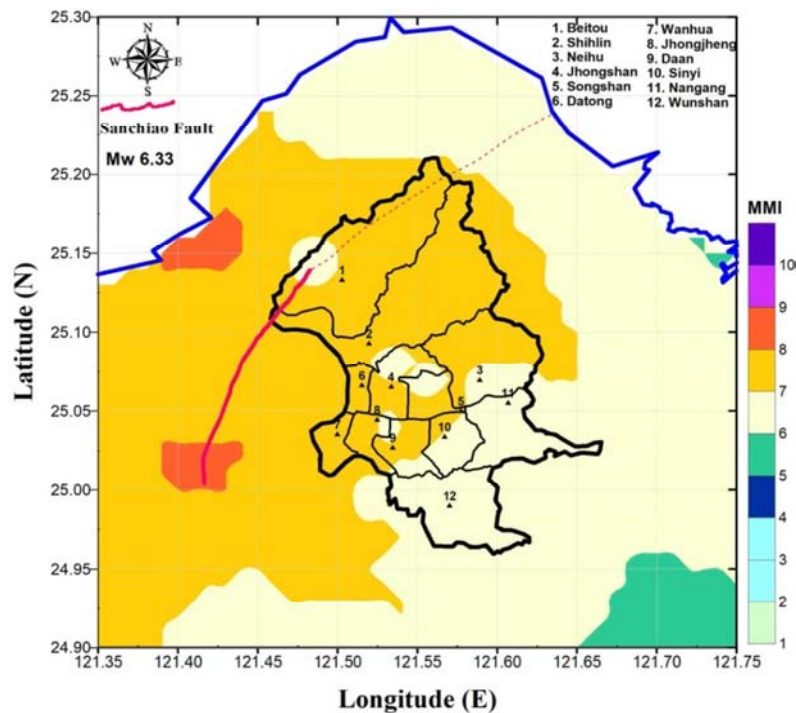 N
W E
S
Sanchiao Fault
Mw 6.33
1. Beitou
2. Shihlin
3. Neihu
4. Jhongshan
5. Songshan
6. Datong
7. Wanhua
8. Jhongjheng
9. Daan
10. Sinyi
11. Nangang
12. Wunshan
25.30
25.25
25.20
25.15
25.10
25.05
25.00
24.95
24.90
Latitude (N)
1
2
3
6
4
11
5
8
7
10
9
12
MMI
10
9
8
7
6
5
4
3
2
1
121.35 121.40 121.45 121.50 121.55 121.60 121.65 121.70 121.75
Longitude (E)